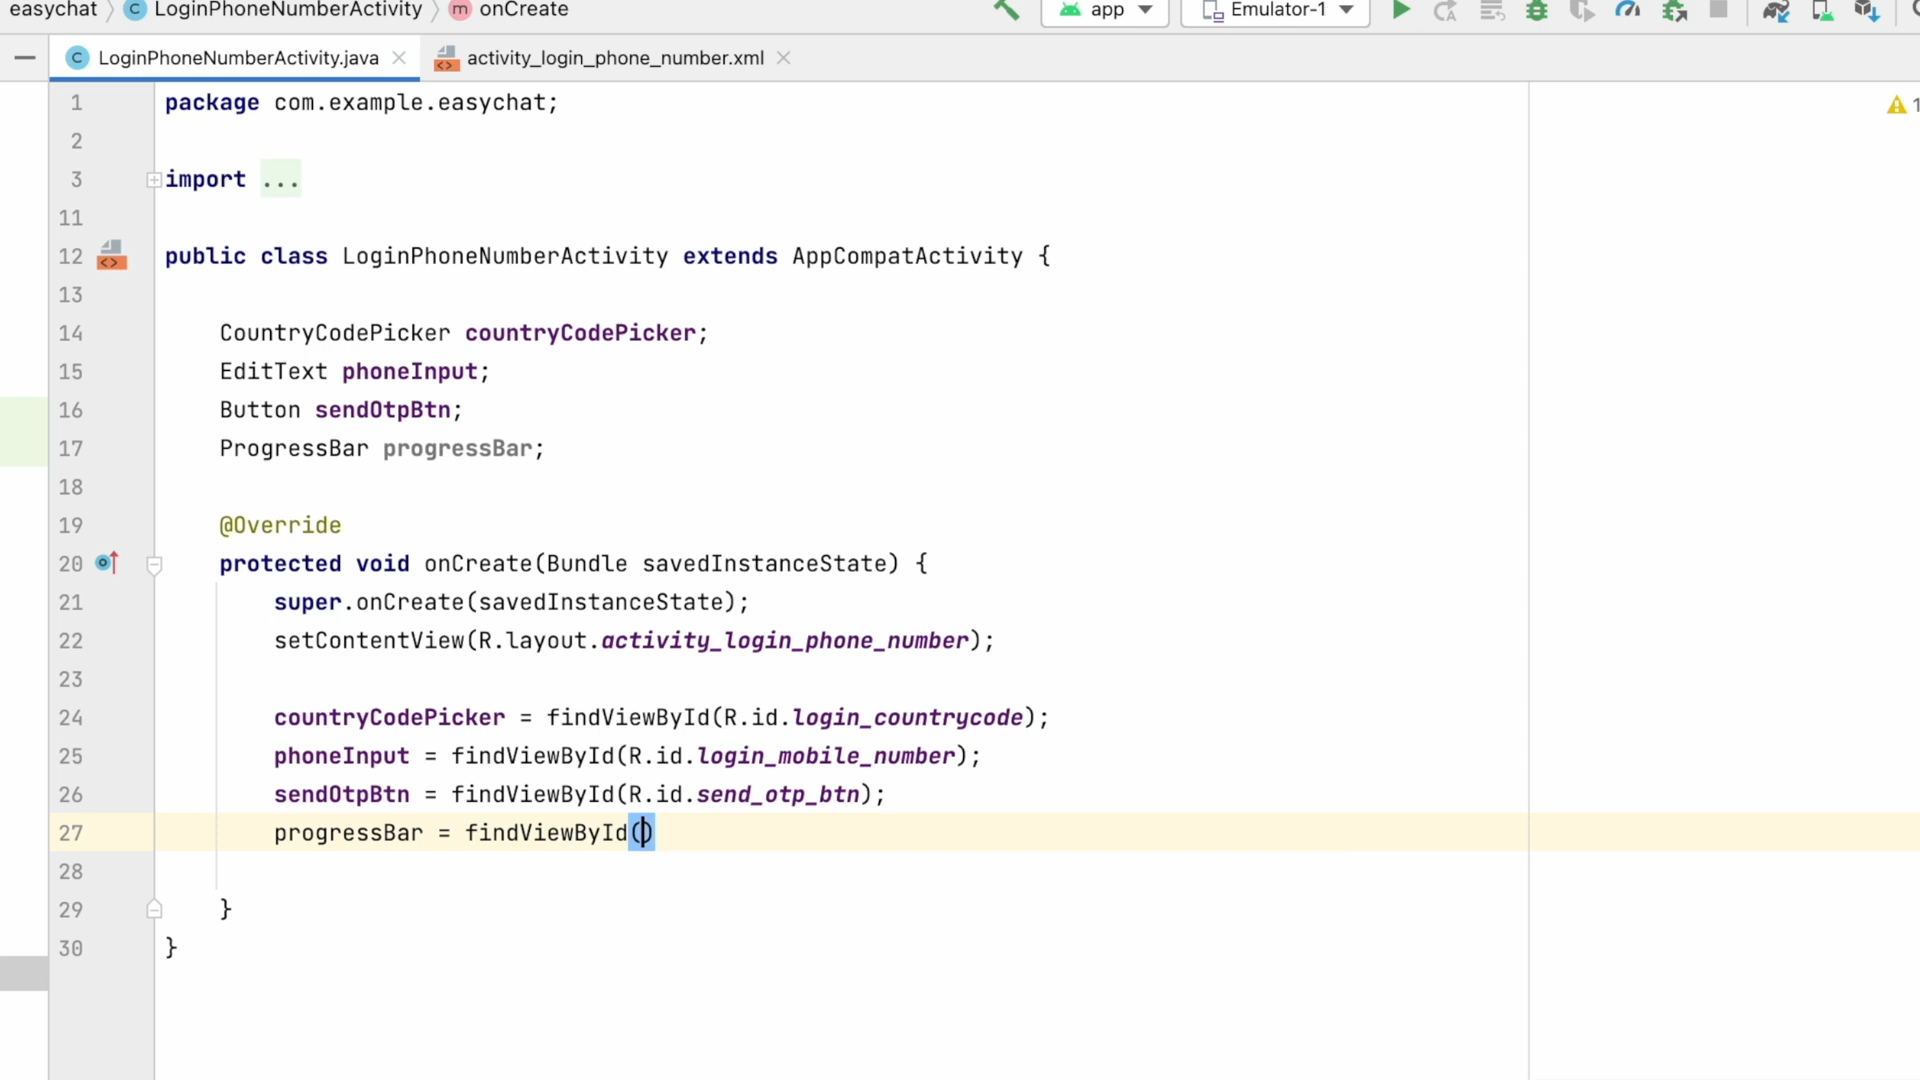 easychat LoginPhoneNumberActivity m onCreate app Emulator-1
C LoginPhoneNumberActivity.java activity_login_phone_number.xml
1 package com.example.easychat;
2
3 import ...
11
12 public class LoginPhoneNumberActivity extends AppCompatActivity {
13
14 CountryCodePicker countryCodePicker;
15 EditText phoneInput;
16 Button sendOtpBtn;
17 ProgressBar progressBar;
18
19 @Override
20 protected void onCreate(Bundle savedInstanceState) {
21 super.onCreate(savedInstanceState);
22 setContentView(R.layout.activity_login_phone_number);
23
24 countryCodePicker = findViewById(R.id.login_countrycode);
25 phoneInput = findViewById(R.id.login_mobile_number);
26 sendOtpBtn = findViewById(R.id.send_otp_btn);
27 progressBar = findViewById()
28
29 }
30 }